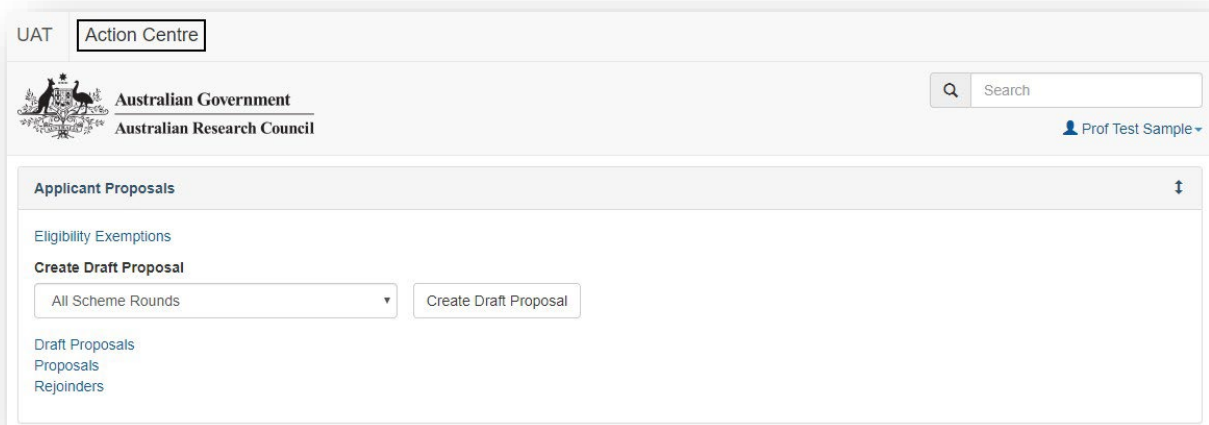 UAT Action Centre
Australian Government
Australian Research Council
Search
Prof Test Sample
Applicant Proposals
Eligibility Exemptions
Create Draft Proposal
All Scheme Rounds Create Draft Proposal
Draft Proposals
Proposals
Rejoinders